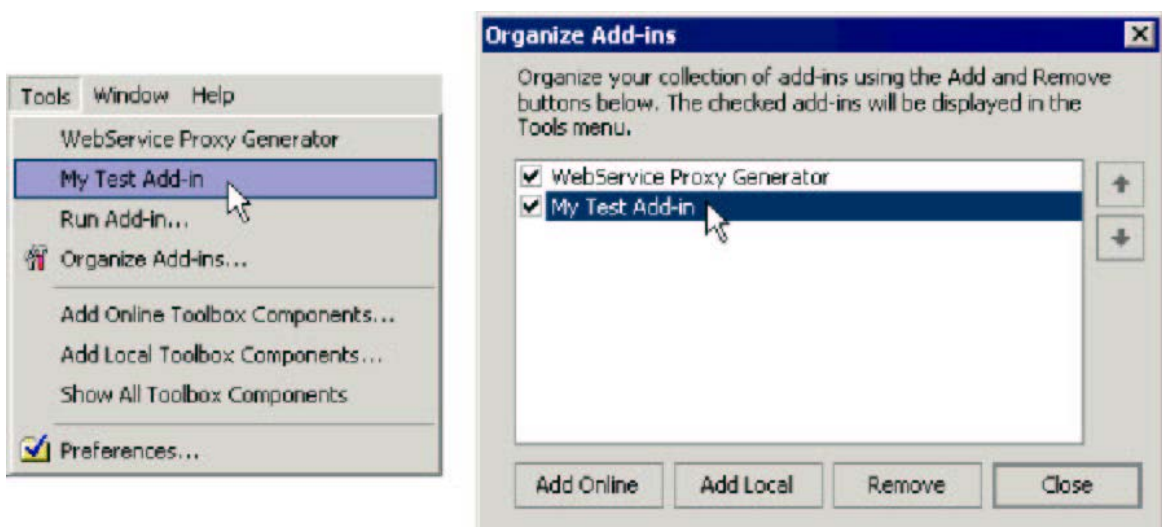 Tools Window Help
WebService Proxy Generator
My Test Add-in
Run Add-in...
Organize Add-ins...
Add Online Toolbox Components...
Add Local Toolbox Components...
Show All Toolbox Components
Preferences...
Organize Add-ins
Organize your collection of add-ins using the Add and Remove
buttons below. The checked add-ins will be displayed in the
Tools menu.
WebService Proxy Generator
My Test Add-in
Add Online Add Local Remove Close